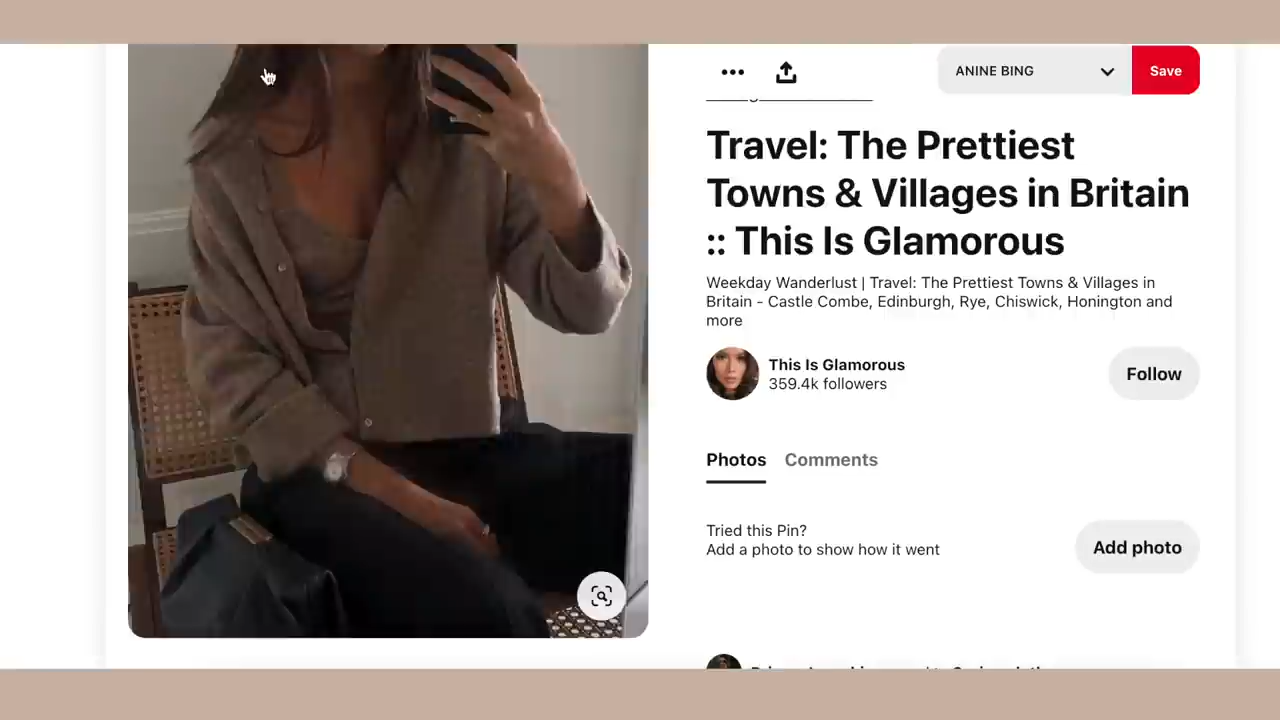 ANINE BING
Save
Travel: The Prettiest
Towns & Villages in Britain
:: This Is Glamorous
Weekday Wanderlust | Travel: The Prettiest Towns & Villages in
Britain - Castle Combe, Edinburgh, Rye, Chiswick, Honington and
more
This Is Glamorous
359.4k followers
Follow
Photos Comments
Tried this Pin?
Add a photo to show how it went
Add photo